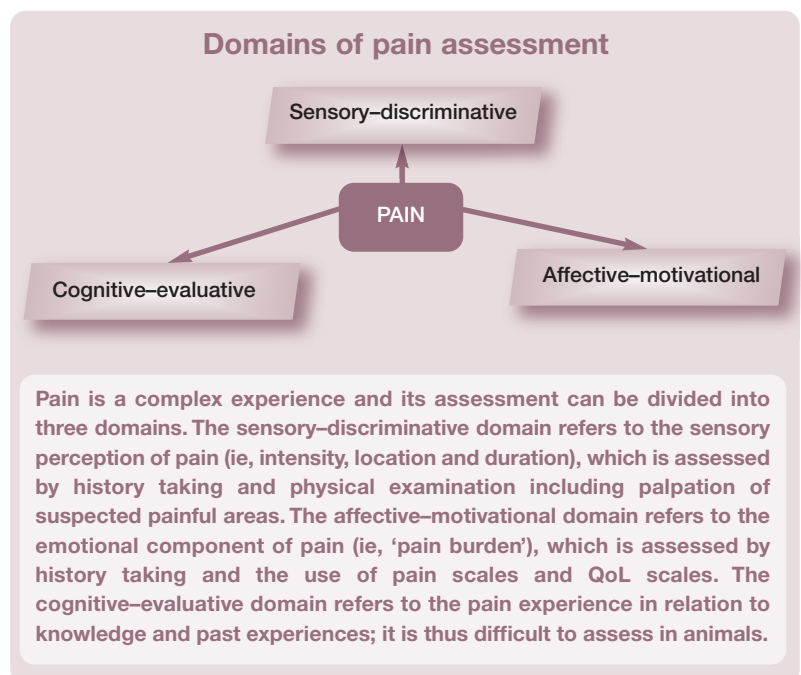 Domains of pain assessment
Sensory–discriminative
PAIN
Cognitive–evaluative
Affective–motivational
Pain is a complex experience and its assessment can be divided into
three domains. The sensory–discriminative domain refers to the sensory
perception of pain (ie, intensity, location and duration), which is assessed
by history taking and physical examination including palpation of
suspected painful areas. The affective–motivational domain refers to the
emotional component of pain (ie, ‘pain burden’), which is assessed by
history taking and the use of pain scales and QoL scales. The
cognitive–evaluative domain refers to the pain experience in relation to
knowledge and past experiences; it is thus difficult to assess in animals.